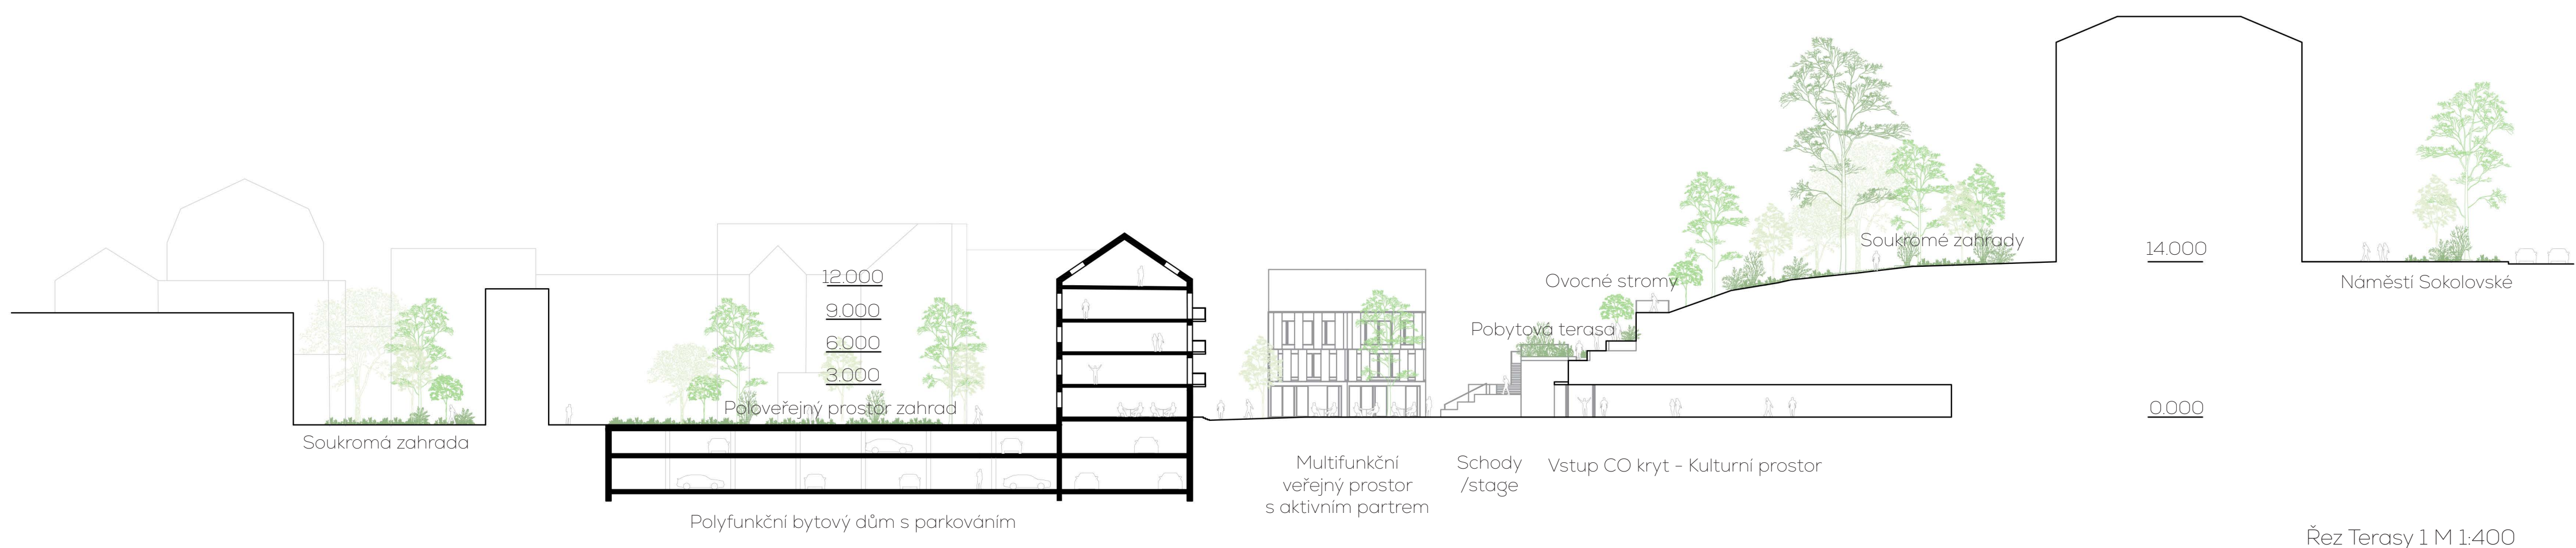 12.000
9.000
6.000
3.000
Poloveřejný prostor zahrad
Soukromá zahrada
Polyfunkční bytový dům s parkováním
Multifunkční
veřejný prostor
s aktivním partrem
Schody
/stage
Vstup CO kryt - Kulturní prostor
Pobytová terasa
Ovocné stromy
Soukromé zahrady
14.000
0.000
Náměstí Sokolovské
Řez Terasy 1 M 1:400